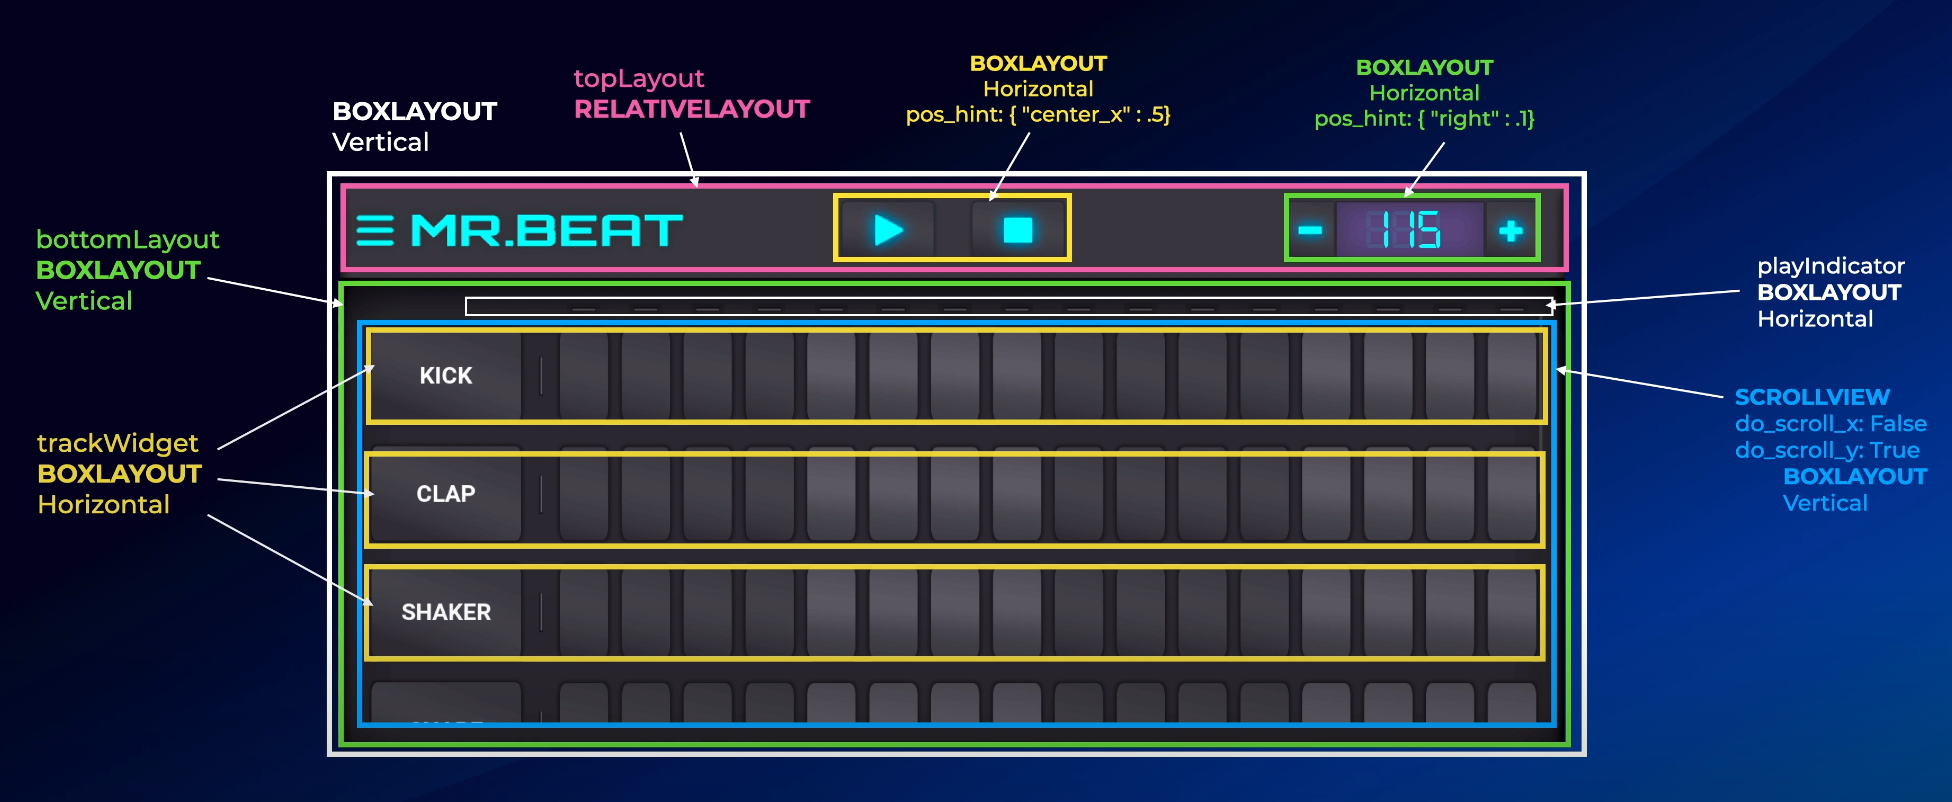 BOXLAYOUT
Vertical
topLayout
RELATIVELAYOUT
BOXLAYOUT
Horizontal
pos_hint: { "center_x" : .5}
BOXLAYOUT
Horizontal
pos_hint: { "right" : .1}
MR.BEAT
115
bottomLayout
BOXLAYOUT
Vertical
playIndicator
BOXLAYOUT
Horizontal
KICK
CLAP
SHAKER
trackWidget
BOXLAYOUT
Horizontal
SCROLLVIEW
do_scroll_x: False
do_scroll_y: True
BOXLAYOUT
Vertical